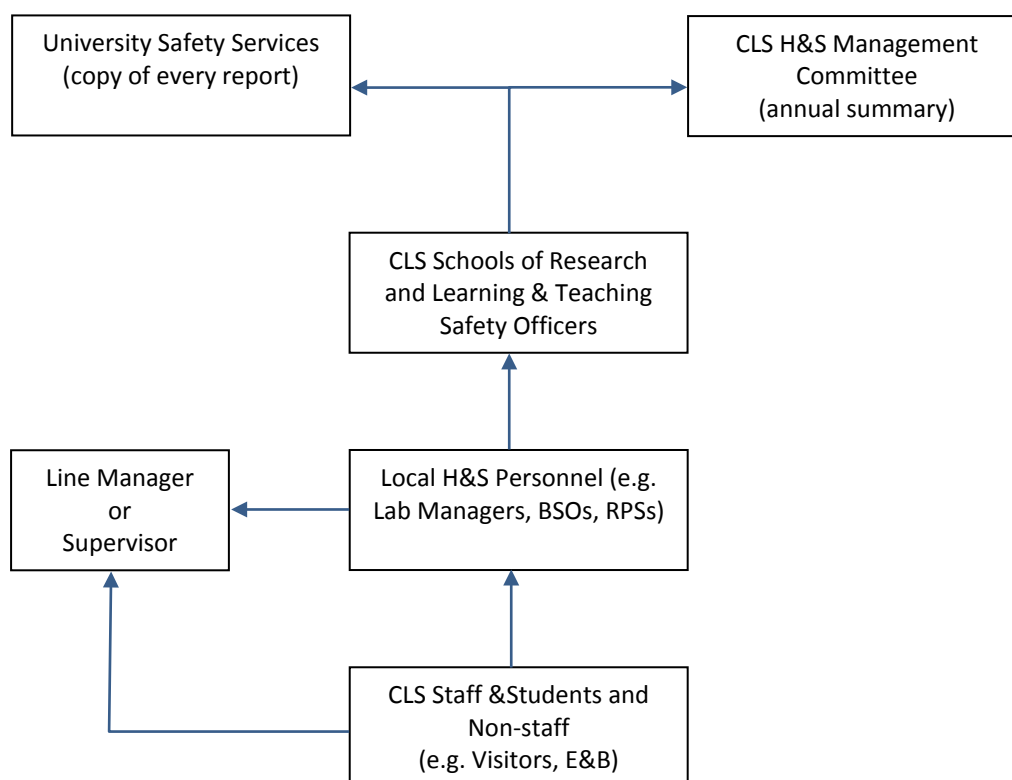 University Safety Services
(copy of every report)
CLS H&S Management
Committee
(annual summary)
CLS Schools of Research
and Learning & Teaching
Safety Officers
Line Manager
or
Supervisor
Local H&S Personnel (e.g.
Lab Managers, BSOs, RPSs)
CLS Staff &Students and
Non-staff
(e.g. Visitors, E&B)